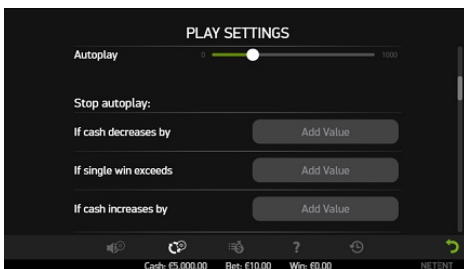 PLAY SETTINGS
Autoplay 0 1000
Stop autoplay:
If cash decreases by Add Value
If single win exceeds Add Value
If cash increases by Add Value
?
Cash: €5,000.00 Bet: €10.00 Win: €0.00 NETENT